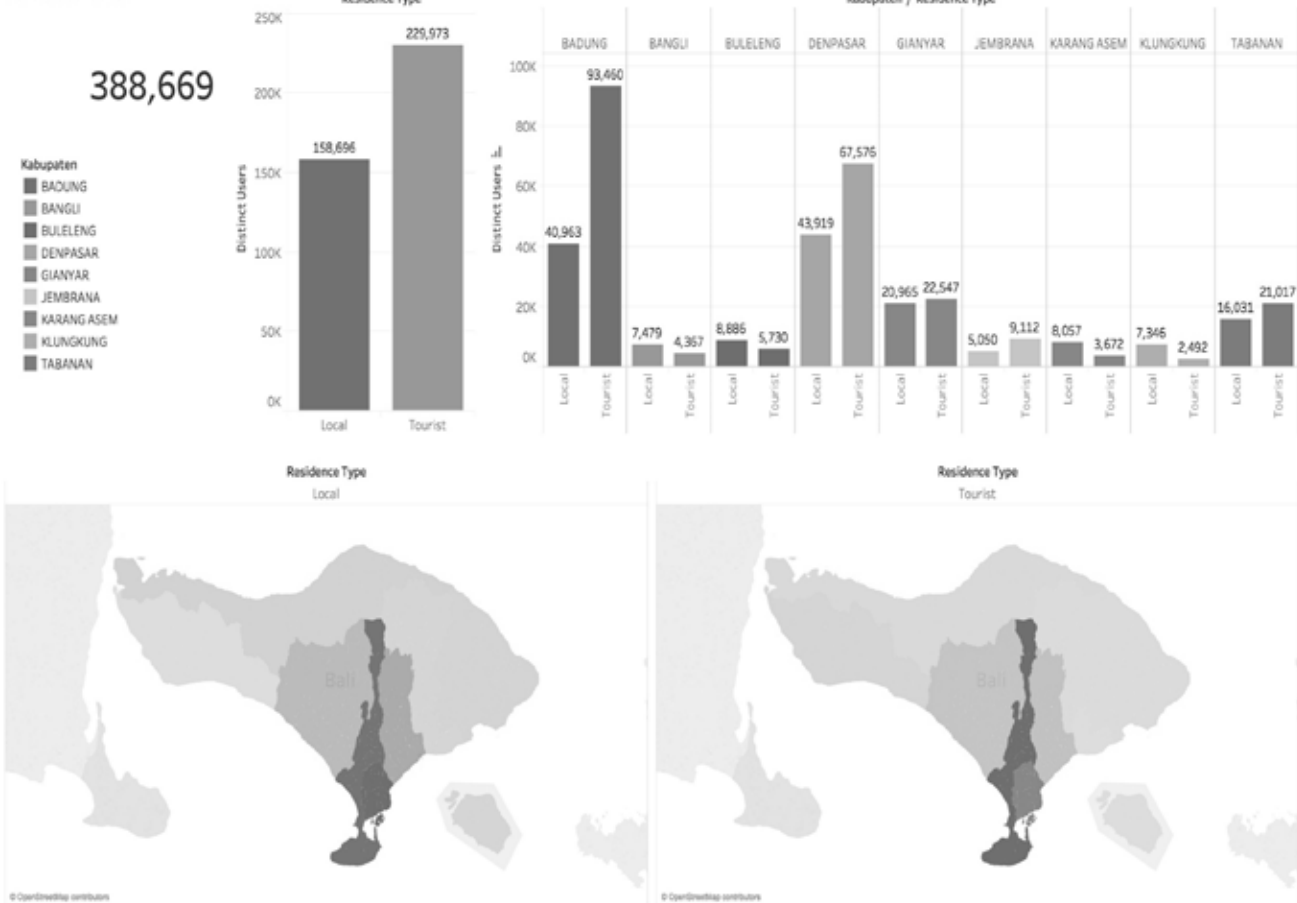 Residence Type
Kabupaten / Residence Type
388,669
Kabupaten
BADUNG
BANGLI
BULELENG
DENPASAR
GIANYAR
JEMBRANA
KARANG ASEM
KLUNGKUNG
TABANAN
Distinct Users
250K
200K
150K
100K
50K
0K
158,696
229,973
Local
Tourist
BADUNG BANGLI BULELENG DENPASAR GIANYAR JEMBRANA KARANG ASEM KLUNGKUNG TABANAN
Distinct Users
100K
80K
60K
40K
20K
0K
40,963 93,460 7,479 4,367 8,886 5,730 43,919 67,576 20,965 22,547 5,050 9,112 8,057 3,672 7,346 2,492 16,031 21,017
Local Tourist Local Tourist Local Tourist Local Tourist Local Tourist Local Tourist Local Tourist Local Tourist Local Tourist
Residence Type
Local
Bali
© OpenStreetMap contributors
Residence Type
Tourist
Bali
© OpenStreetMap contributors